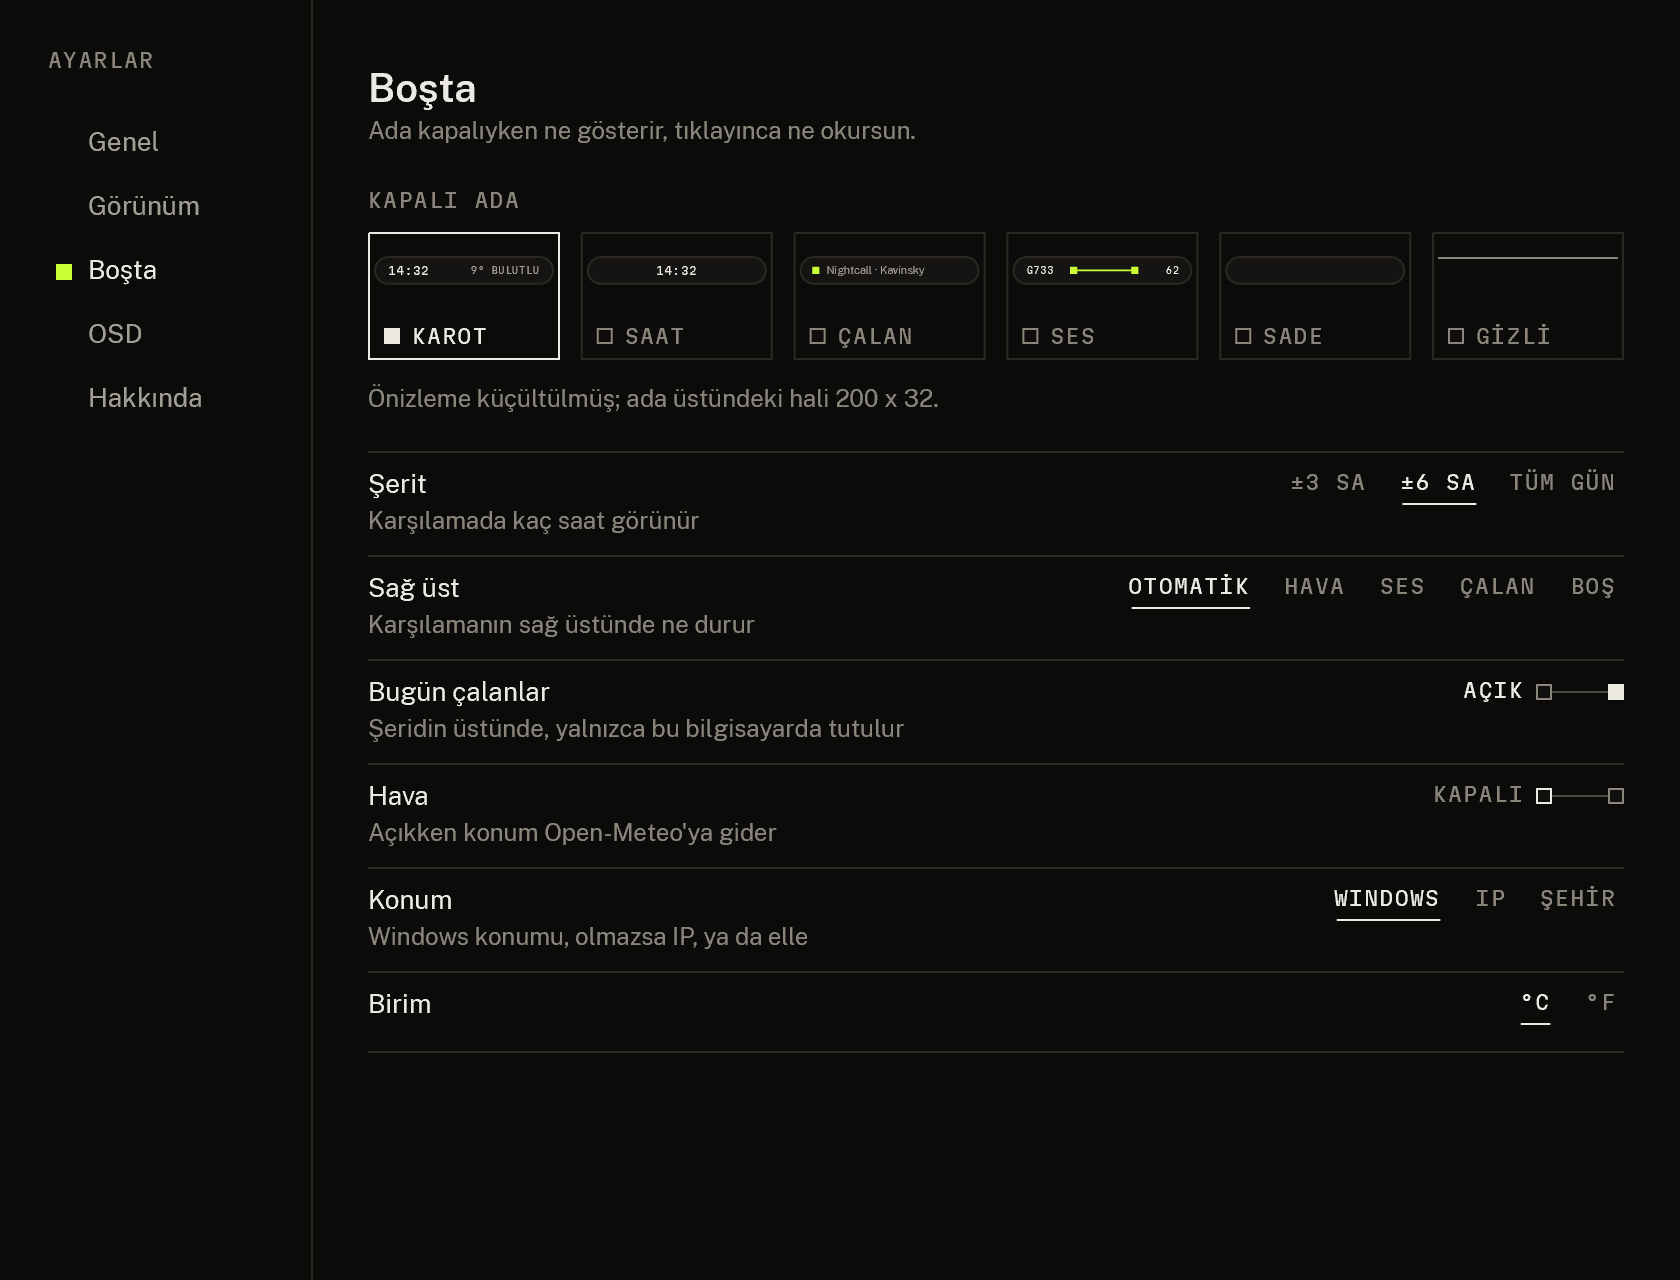 AYARLAR
Genel
Görünüm
Boşta
OSD
Hakkında
Boşta
Ada kapalıyken ne gösterir, tıklayınca ne okursun.
KAPALI ADA
14:32 9° BULUTLU
KAROT
14:32
SAAT
Nightcall · Kavinsky
ÇALAN
G733 62
SES
SADE
GİZLİ
Önizleme küçültülmüş; ada üstündeki hali 200 x 32.
Şerit ±3 SA ±6 SA TÜM GÜN
Karşılamada kaç saat görünür
Sağ üst OTOMATİK HAVA SES ÇALAN BOŞ
Karşılamanın sağ üstünde ne durur
Bugün çalanlar AÇIK
Şeridin üstünde, yalnızca bu bilgisayarda tutulur
Hava KAPALI
Açıkken konum Open-Meteo'ya gider
Konum WINDOWS IP ŞEHİR
Windows konumu, olmazsa IP, ya da elle
Birim °C °F